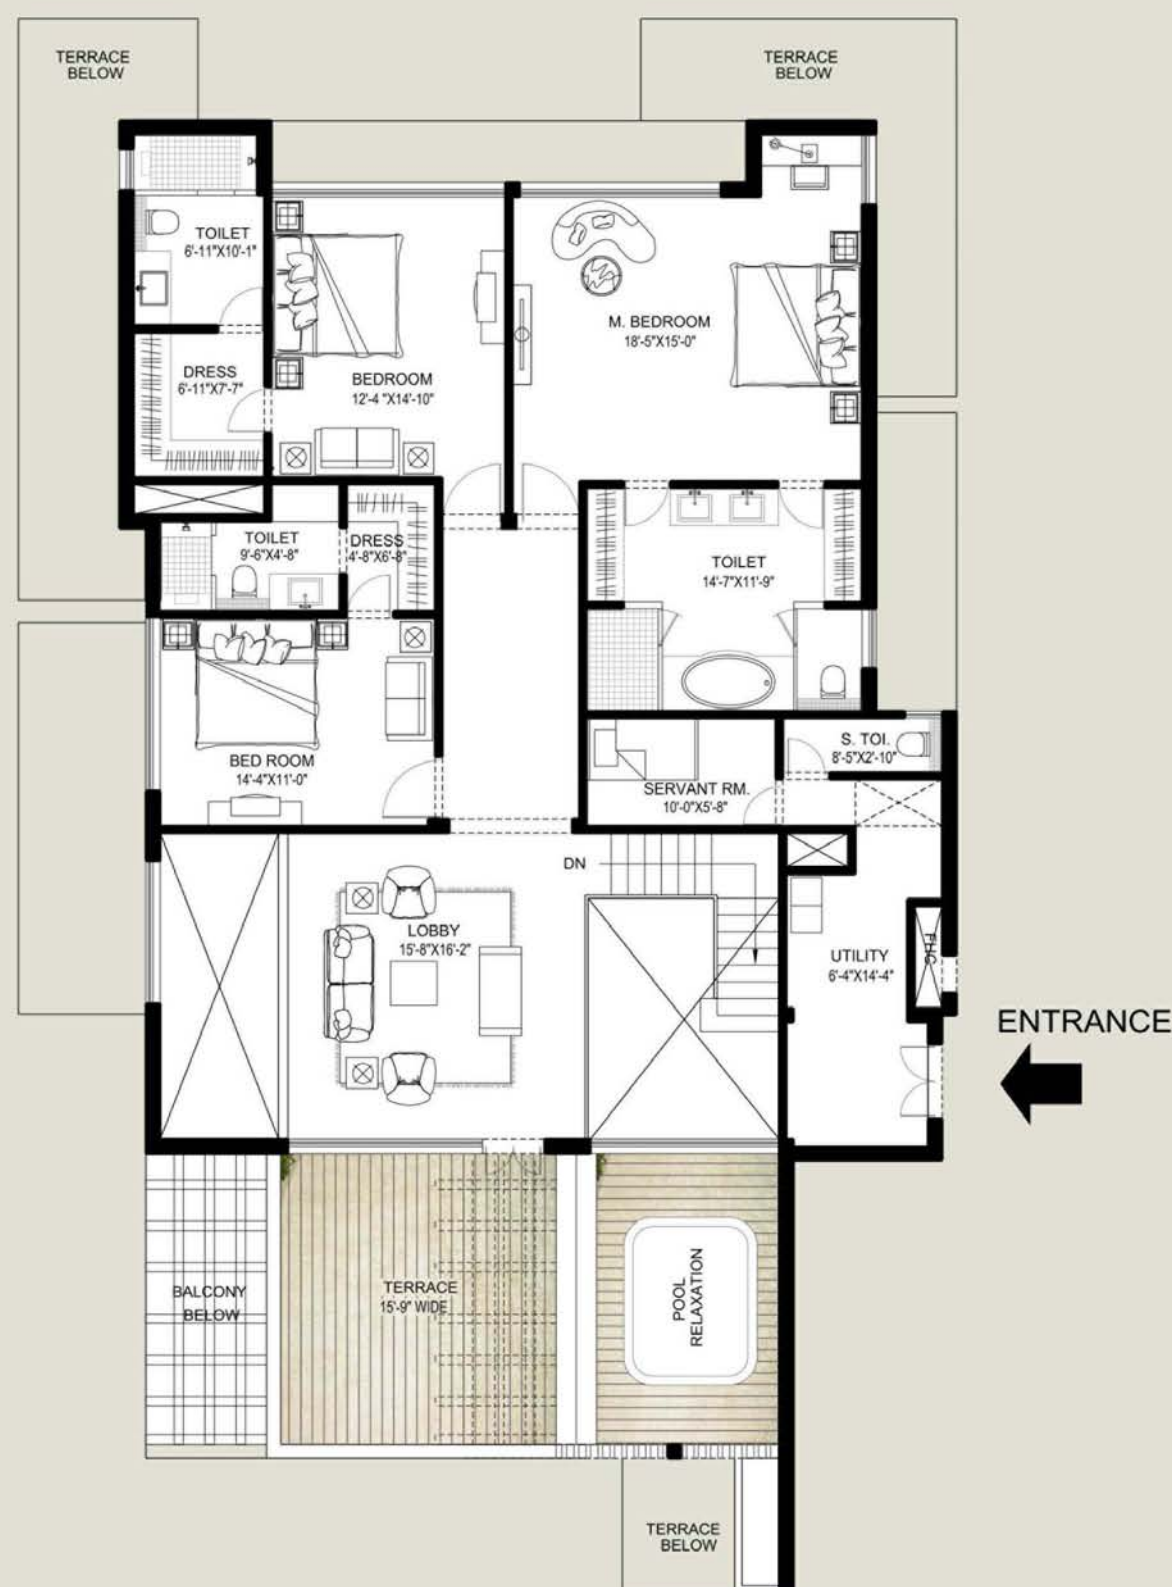 TERRACE
BELOW
TERRACE
BELOW
TOILET
6'-11"X10'-1"
M. BEDROOM
18'-5"X15'-0"
DRESS
6'-11"X7'-7"
BEDROOM
12'-4 "X14'-10"
TOILET
9'-6"X4'-8"
DRESS
4'-8"X6'-8"
TOILET
14'-7"X11'-9"
BED ROOM
14'-4"X11'-0"
S. TOI.
8'-5"X2'-10"
SERVANT RM.
10'-0"X5'-8"
DN
LOBBY
15'-8"X16'-2"
UTILITY
6'-4"X14'-4"
FHC
ENTRANCE
BALCONY
BELOW
TERRACE
15'-9" WIDE
POOL
RELAXATION
TERRACE
BELOW